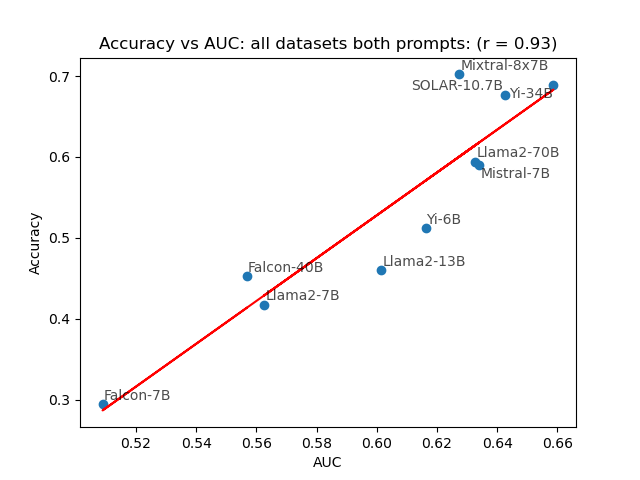 Accuracy vs AUC: all datasets both prompts: (r = 0.93)
0.7
Mixtral-8x7B
SOLAR-10.7B
Yi-34B
0.6
Llama2-70B
Mistral-7B
Accuracy
0.5
Yi-6B
Falcon-40B
Llama2-13B
Llama2-7B
0.4
Falcon-7B
0.3
0.52 0.54 0.56 0.58 0.60 0.62 0.64 0.66
AUC